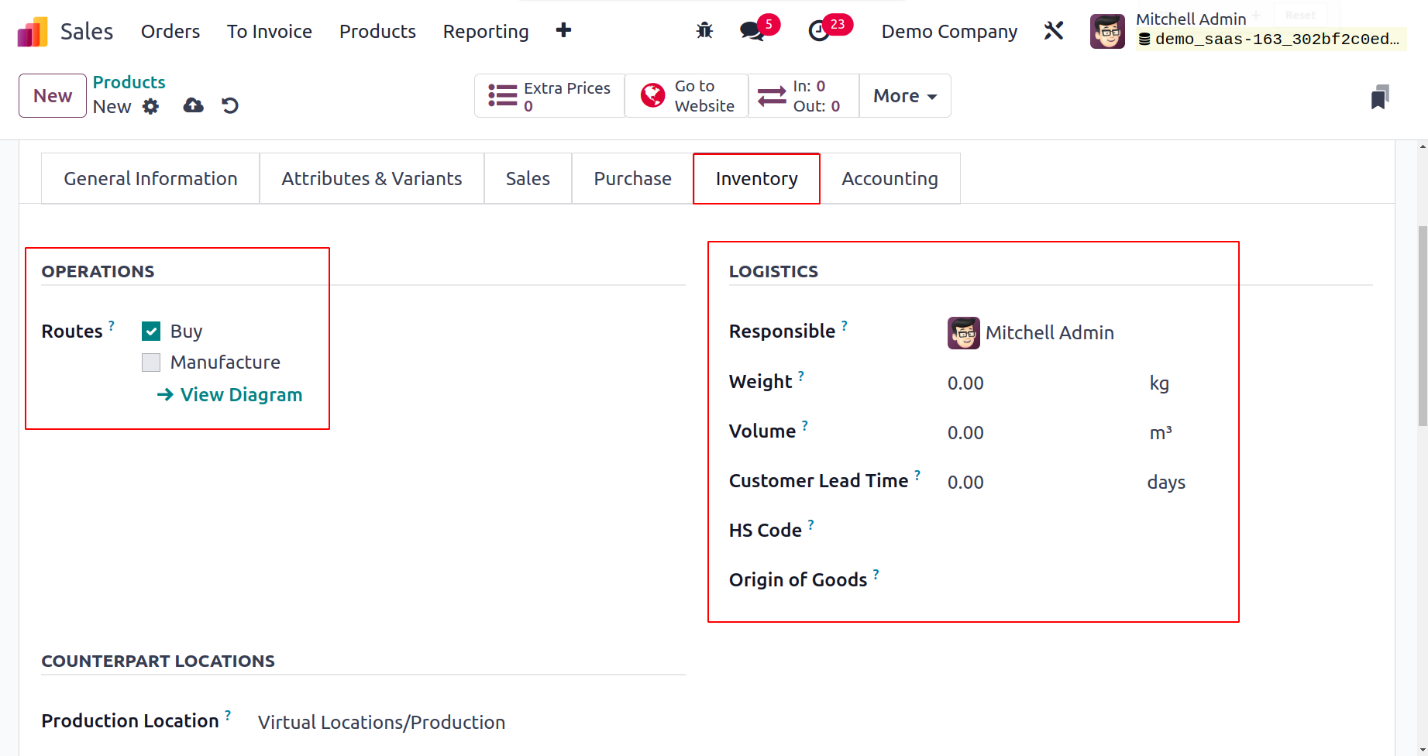 Sales Orders To Invoice Products Reporting 5 23 Demo Company Mitchell Admin
demo_saas-163_302bf2c0ed…
Reset
New Products
New
Extra Prices
0
Go to
Website
In: 0
Out: 0
More
General Information Attributes & Variants Sales Purchase Inventory Accounting
OPERATIONS
Routes ? Buy
Manufacture
View Diagram
LOGISTICS
Responsible ? Mitchell Admin
Weight ? 0.00 kg
Volume ? 0.00 m³
Customer Lead Time ? 0.00 days
HS Code ?
Origin of Goods ?
COUNTERPART LOCATIONS
Production Location ? Virtual Locations/Production